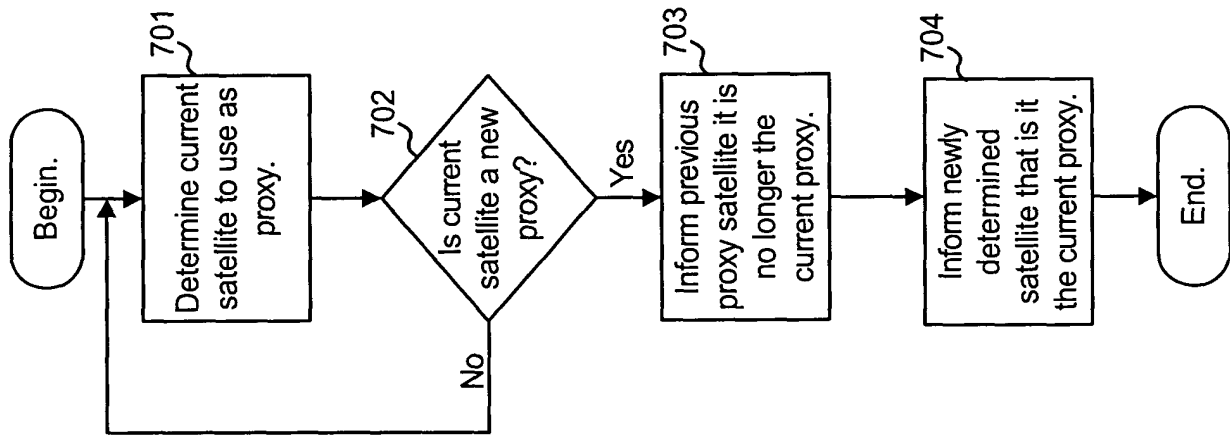 Begin.
701
Determine current
satellite to use as
proxy.
702
Is current
satellite a new
proxy?
No
Yes
703
Inform previous
proxy satellite it is
no longer the
current proxy.
704
Inform newly
determined
satellite that is it
the current proxy.
End.